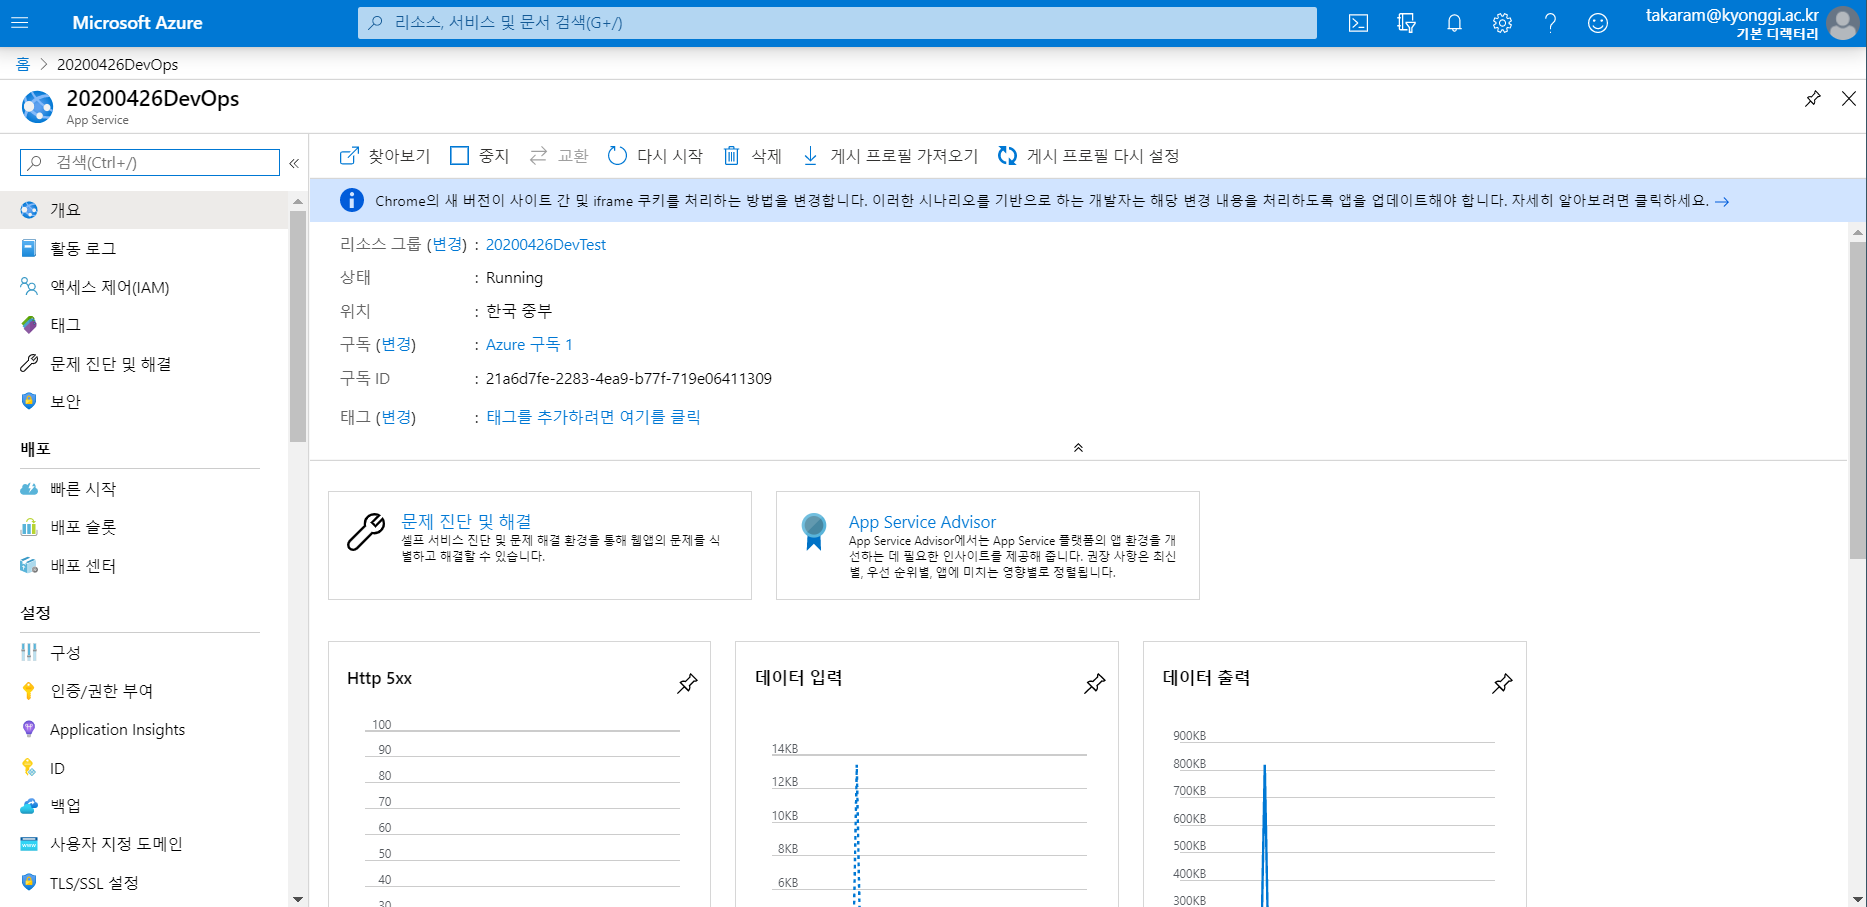 Microsoft Azure
리소스, 서비스 및 문서 검색(G+/)
takaram@kyonggi.ac.kr
기본 디렉터리
홈 > 20200426DevOps
20200426DevOps
App Service
검색(Ctrl+/)
개요
활동 로그
액세스 제어(IAM)
태그
문제 진단 및 해결
보안
배포
빠른 시작
배포 슬롯
배포 센터
설정
구성
인증/권한 부여
Application Insights
ID
백업
사용자 지정 도메인
TLS/SSL 설정
찾아보기 중지 교환 다시 시작 삭제 게시 프로필 가져오기 게시 프로필 다시 설정
Chrome의 새 버전이 사이트 간 및 iframe 쿠키를 처리하는 방법을 변경합니다. 이러한 시나리오를 기반으로 하는 개발자는 해당 변경 내용을 처리하도록 앱을 업데이트해야 합니다. 자세히 알아보려면 클릭하세요. →
리소스 그룹 (변경) : 20200426DevTest
상태 : Running
위치 : 한국 중부
구독 (변경) : Azure 구독 1
구독 ID : 21a6d7fe-2283-4ea9-b77f-719e06411309
태그 (변경) : 태그를 추가하려면 여기를 클릭
문제 진단 및 해결
셀프 서비스 진단 및 문제 해결 환경을 통해 웹앱의 문제를 식
별하고 해결할 수 있습니다.
App Service Advisor
App Service Advisor에서는 App Service 플랫폼의 앱 환경을 개
선하는 데 필요한 인사이트를 제공해 줍니다. 권장 사항은 최신
별, 우선 순위별, 앱에 미치는 영향별로 정렬됩니다.
Http 5xx
100
90
80
70
60
50
40
30
데이터 입력
14KB
12KB
10KB
8KB
6KB
데이터 출력
900KB
800KB
700KB
600KB
500KB
400KB
300KB